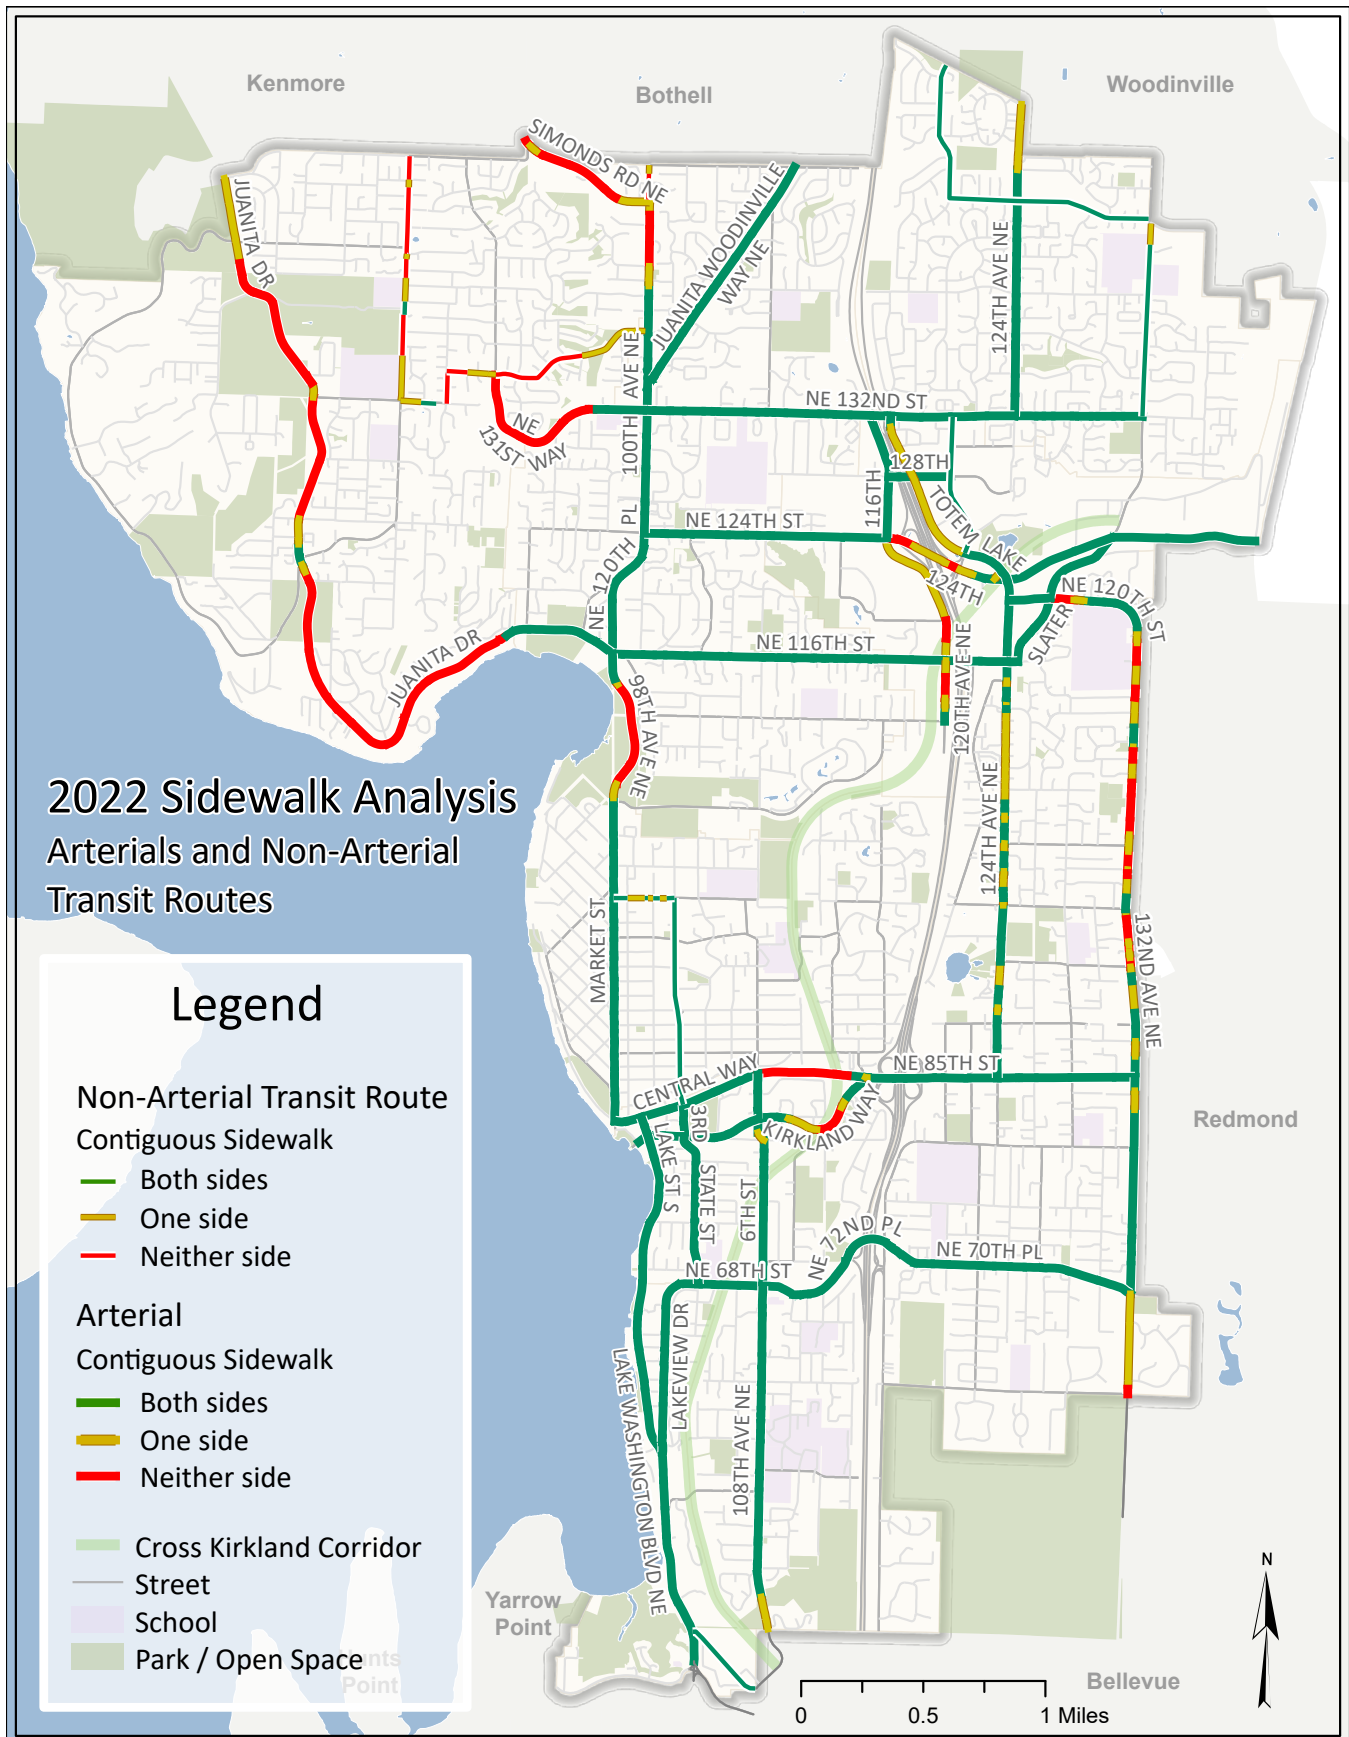 Kenmore
Bothell
Woodinville
SIMONDS RD NE
JUANITA DR
JUANITA WOODINVILLE
WAY NE
124TH AVE NE
100TH AVE NE
NE 132ND ST
NE
131ST WAY
128TH
116TH
TOTEM LAKE
NE 124TH ST
124TH
PL
NE 120TH
NE 120TH ST
SLATER
NE 116TH ST
JUANITA DR
98TH AVE NE
120TH AVE NE
2022 Sidewalk Analysis
Arterials and Non-Arterial
Transit Routes
124TH AVE NE
MARKET ST
132ND AVE NE
CENTRAL WAY
NE 85TH ST
3RD
KIRKLAND WAY
LAKE ST S
STATE ST
6TH ST
NE 72ND PL
NE 70TH PL
NE 68TH ST
LAKEVIEW DR
LAKE WASHINGTON BLVD NE
108TH AVE NE
Redmond
Legend
Non-Arterial Transit Route
Contiguous Sidewalk
Both sides
One side
Neither side
Arterial
Contiguous Sidewalk
Both sides
One side
Neither side
Cross Kirkland Corridor
Street
School
Park / Open Space
Hunts
Point
Yarrow
Point
Bellevue
N
0 0.5 1 Miles